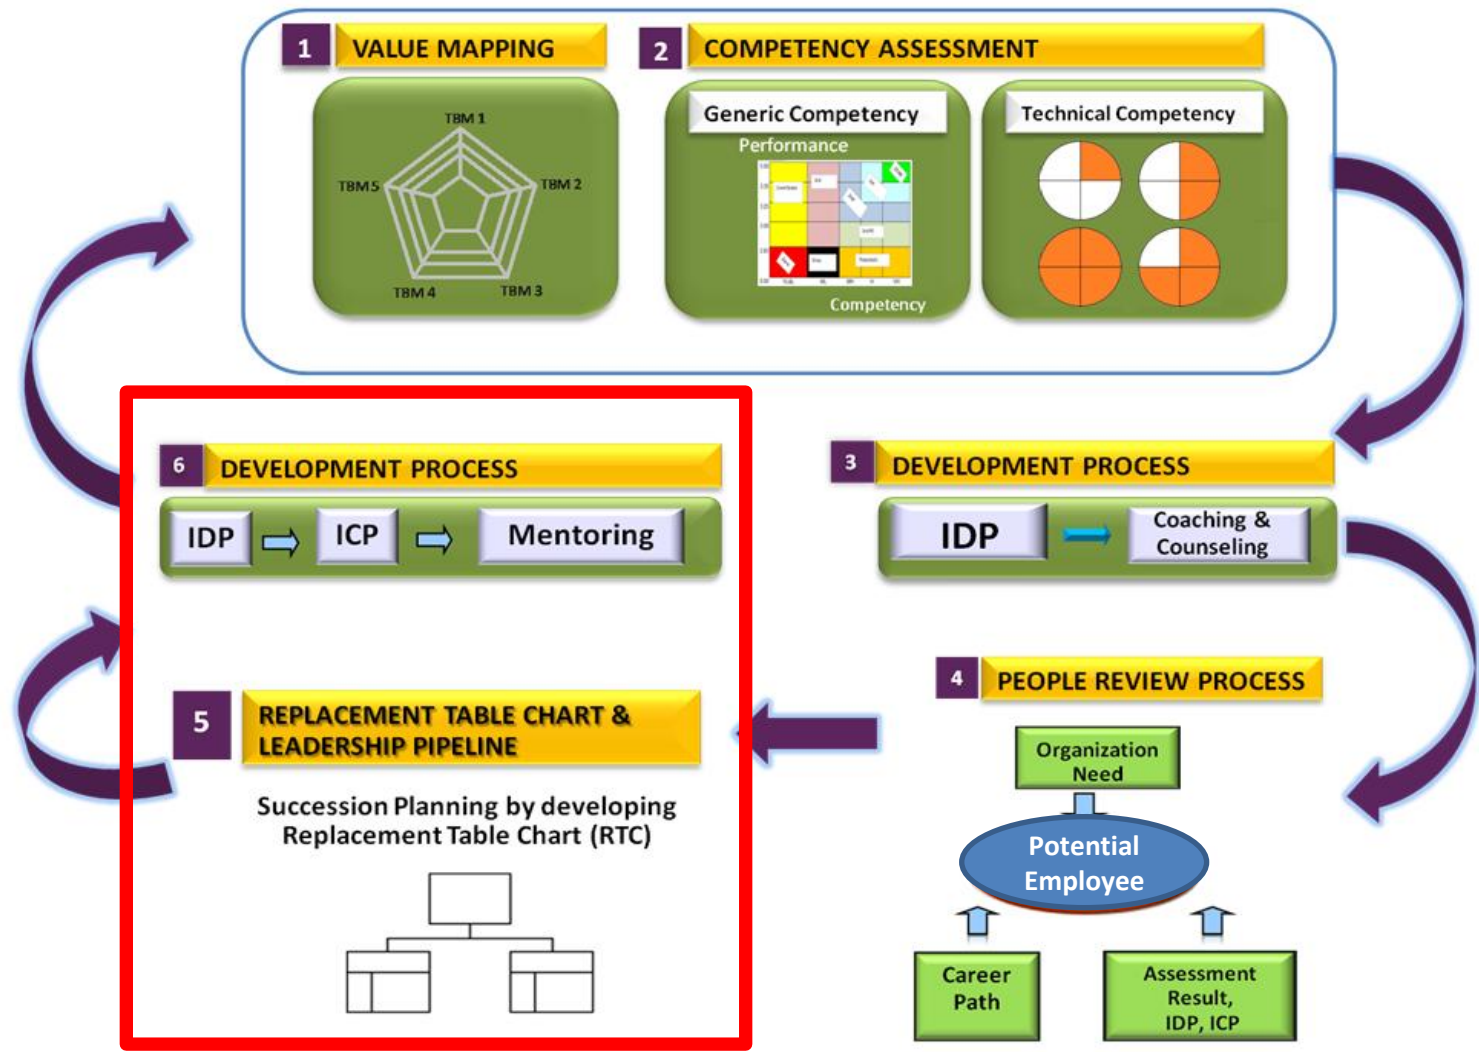 1
VALUE MAPPING
2
COMPETENCY ASSESSMENT
TBM 1
TBM 2
TBM 3
TBM 4
TBM 5
Generic Competency
Performance
Competency
Technical Competency
6
DEVELOPMENT PROCESS
IDP
ICP
Mentoring
3
DEVELOPMENT PROCESS
IDP
Coaching &
Counseling
5
REPLACEMENT TABLE CHART &
LEADERSHIP PIPELINE
Succession Planning by developing
Replacement Table Chart (RTC)
4
PEOPLE REVIEW PROCESS
Organization
Need
Potential
Employee
Career
Path
Assessment
Result,
IDP, ICP